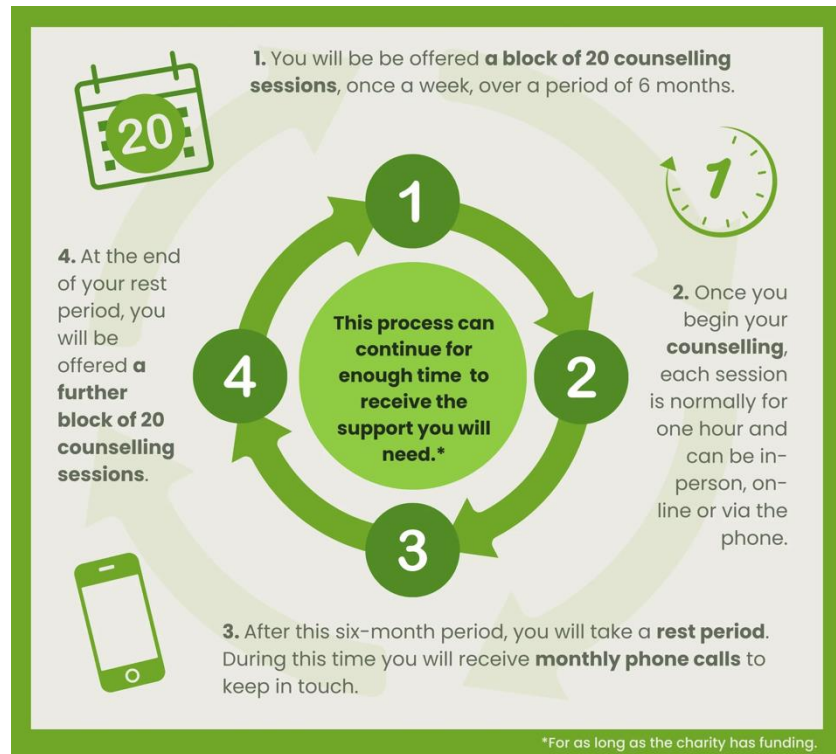 1. You will be be offered a block of 20 counselling
sessions, once a week, over a period of 6 months.
20
1
1
4. At the end
of your rest
period, you
will be
offered a
further
block of 20
counselling
sessions.
2. Once you
begin your
counselling,
each session
is normally for
one hour and
can be in-
person, on-
line or via the
phone.
This process can
continue for
enough time to
receive the
support you will
need.*
4
2
3
3. After this six-month period, you will take a rest period.
During this time you will receive monthly phone calls to
keep in touch.
*For as long as the charity has funding.